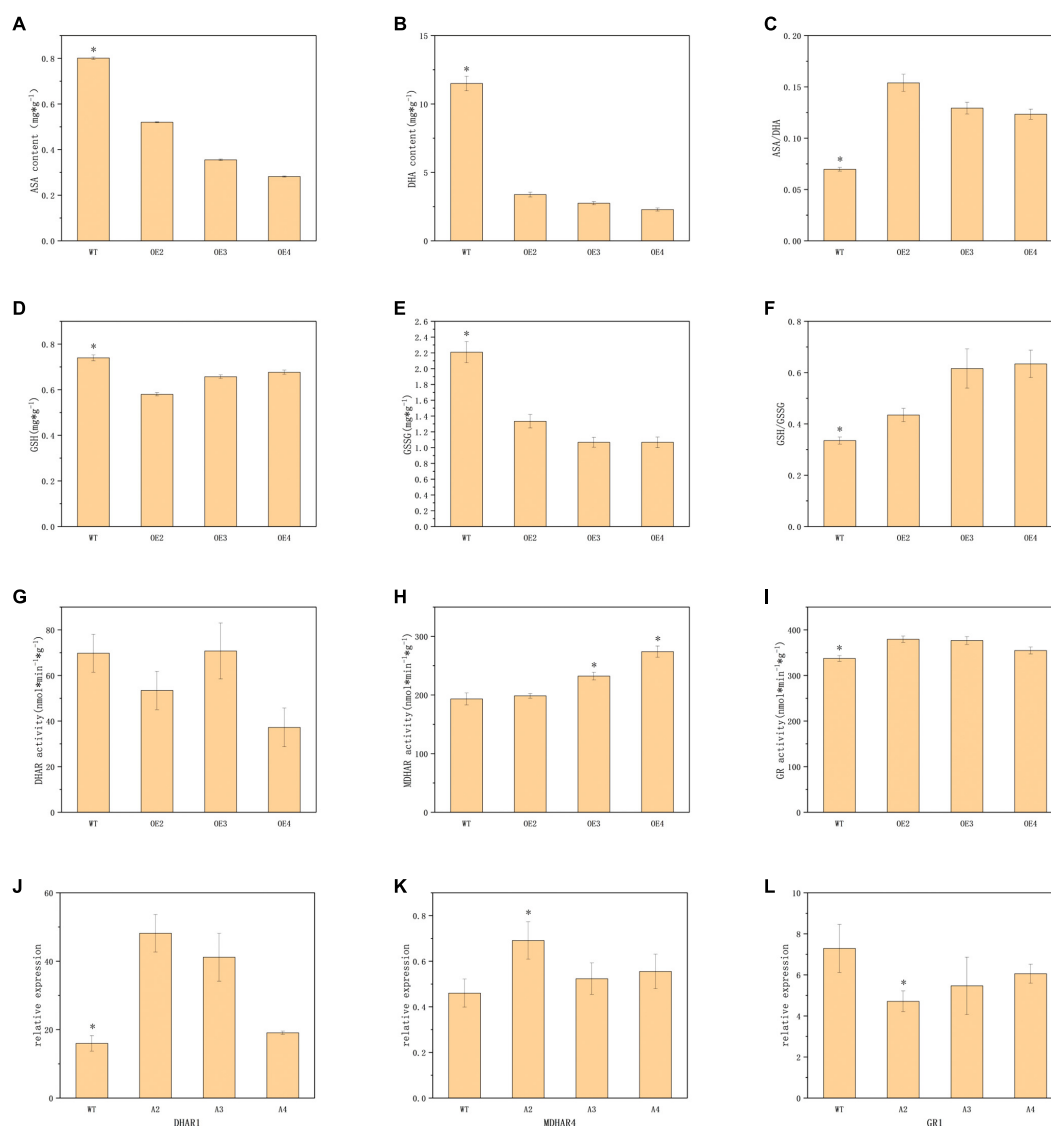 A
B
C
*
0.8
0.6
0.4
0.2
0.0
ASA content (mg*g⁻¹)
WT OE2 OE3 OE4
*
15
10
5
0
DHA content(mg*g⁻¹)
WT OE2 OE3 OE4
*
0.20
0.15
0.10
0.05
0.00
ASA/DHA
WT OE2 OE3 OE4
D
E
F
*
0.8
0.6
0.4
0.2
0.0
GSH(mg*g⁻¹)
WT OE2 OE3 OE4
*
2.6
2.4
2.2
2.0
1.8
1.6
1.4
1.2
1.0
0.8
0.6
0.4
0.2
0.0
GSSG(mg*g⁻¹)
WT OE2 OE3 OE4
*
0.8
0.6
0.4
0.2
0.0
GSH/GSSG
WT OE2 OE3 OE4
G
H
I
80
60
40
20
0
DHAR activity(nmol*min⁻¹*g⁻¹)
WT OE2 OE3 OE4
* *
300
200
100
0
MDHAR activity(nmol*min⁻¹*g⁻¹)
WT OE2 OE3 OE4
*
400
350
300
100
0
GR activity(nmol*min⁻¹*g⁻¹)
WT OE2 OE3 OE4
J
K
L
*
60
40
20
0
relative expression
WT A2 A3 A4
DHAR1
*
0.8
0.6
0.4
0.2
0.0
relative expression
WT A2 A3 A4
MDHAR4
*
10
8
6
4
2
0
relative expression
WT A2 A3 A4
GR1